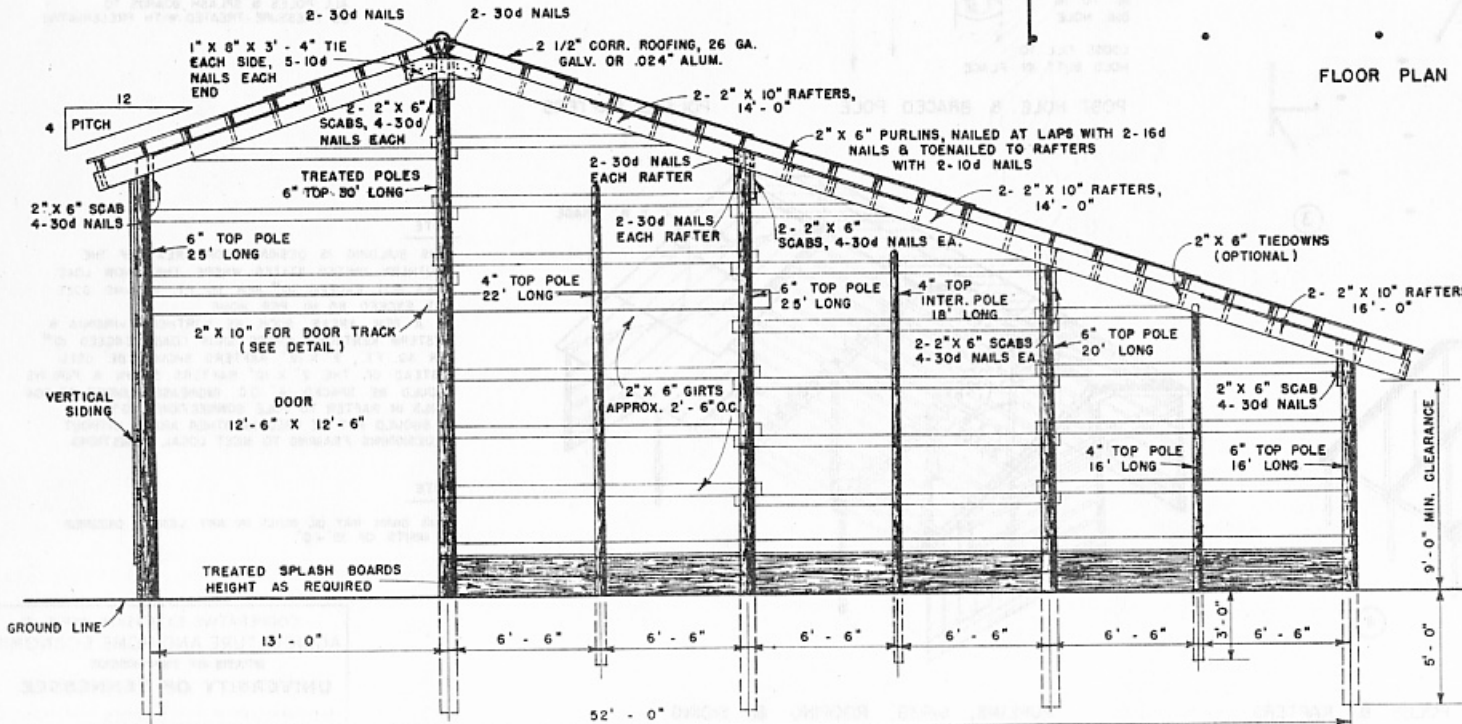 2- 30d NAILS
2- 30d NAILS
1" X 8" X 3' - 4" TIE
EACH SIDE, 5-10d
NAILS EACH
END
2 1/2" CORR. ROOFING, 26 GA.
GALV. OR .024" ALUM.
FLOOR PLAN
12
4
PITCH
2- 2" X 6"
SCABS, 4-30d
NAILS EACH
2- 2" X 10" RAFTERS,
14' - 0"
2" X 6" PURLINS, NAILED AT LAPS WITH 2-16d
NAILS & TOENAILED TO RAFTERS
WITH 2-10d NAILS
TREATED POLES
6" TOP-30' LONG
2-30d NAILS
EACH RAFTER
2- 2" X 10" RAFTERS,
14' - 0"
2" X 6" SCAB
4-30d NAILS
6" TOP POLE
25' LONG
2-30d NAILS
EACH RAFTER
2- 2" X 6"
SCABS, 4-30d NAILS EA.
2" X 6" TIEDOWNS
(OPTIONAL)
4" TOP POLE
22' LONG
6" TOP POLE
25' LONG
4" TOP
INTER. POLE
18' LONG
2- 2" X 10" RAFTERS
16' - 0"
2" X 10" FOR DOOR TRACK
(SEE DETAIL)
2-2" X 6" SCABS
4-30d NAILS EA.
6" TOP POLE
20' LONG
2" X 6" GIRTS
APPROX. 2' - 6" O.C.
2" X 6" SCAB
4-30d NAILS
VERTICAL
SIDING
DOOR
12'-6" X 12'-6"
4" TOP POLE
16' LONG
6" TOP POLE
16' LONG
9'-0" MIN. CLEARANCE
TREATED SPLASH BOARDS
HEIGHT AS REQUIRED
GROUND LINE
13' - 0"
6' - 6"
6' - 6"
6' - 6"
6' - 6"
6' - 6"
6' - 6"
3'- 0"
5' - 0"
52' - 0"